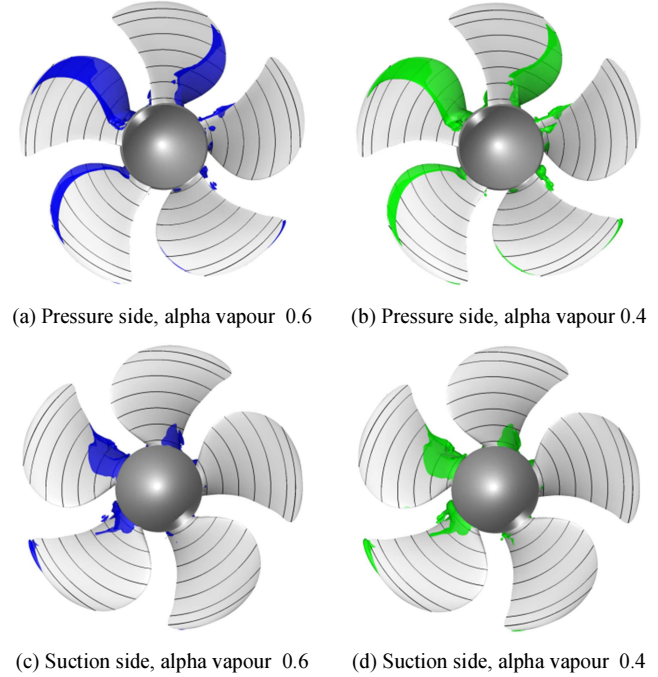 (a) Pressure side, alpha vapour 0.6
(b) Pressure side, alpha vapour 0.4
(c) Suction side, alpha vapour 0.6
(d) Suction side, alpha vapour 0.4